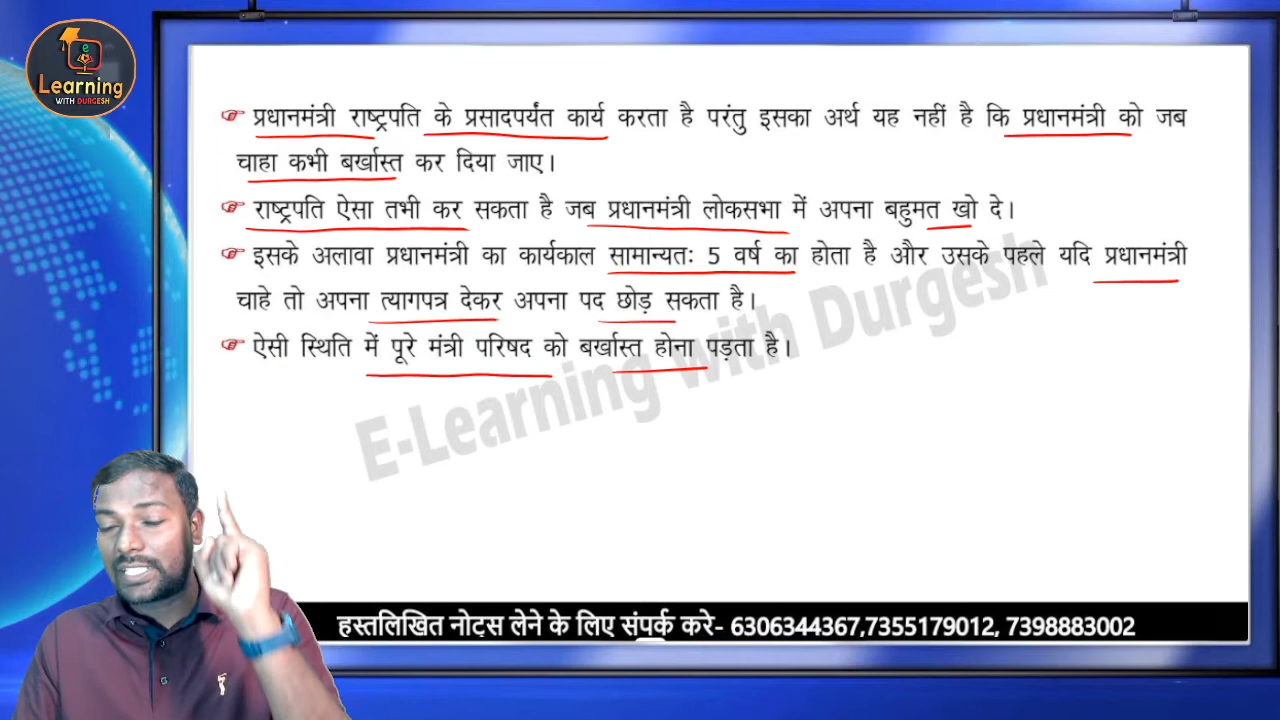 e
Learning
WITH DURGESH
प्रधानमंत्री राष्ट्रपति के प्रसादपर्यंत कार्य करता है परंतु इसका अर्थ यह नहीं है कि प्रधानमंत्री को जब
चाहा कभी बर्खास्त कर दिया जाए।
राष्ट्रपति ऐसा तभी कर सकता है जब प्रधानमंत्री लोकसभा में अपना बहुमत खो दे।
इसके अलावा प्रधानमंत्री का कार्यकाल सामान्यतः 5 वर्ष का होता है और उसके पहले यदि प्रधानमंत्री
चाहे तो अपना त्यागपत्र देकर अपना पद छोड़ सकता है।
ऐसी स्थिति में पूरे मंत्री परिषद को बर्खास्त होना पड़ता है।
E-Learning with Durgesh
हस्तलिखित नोट्स लेने के लिए संपर्क करे- 6306344367,7355179012, 7398883002